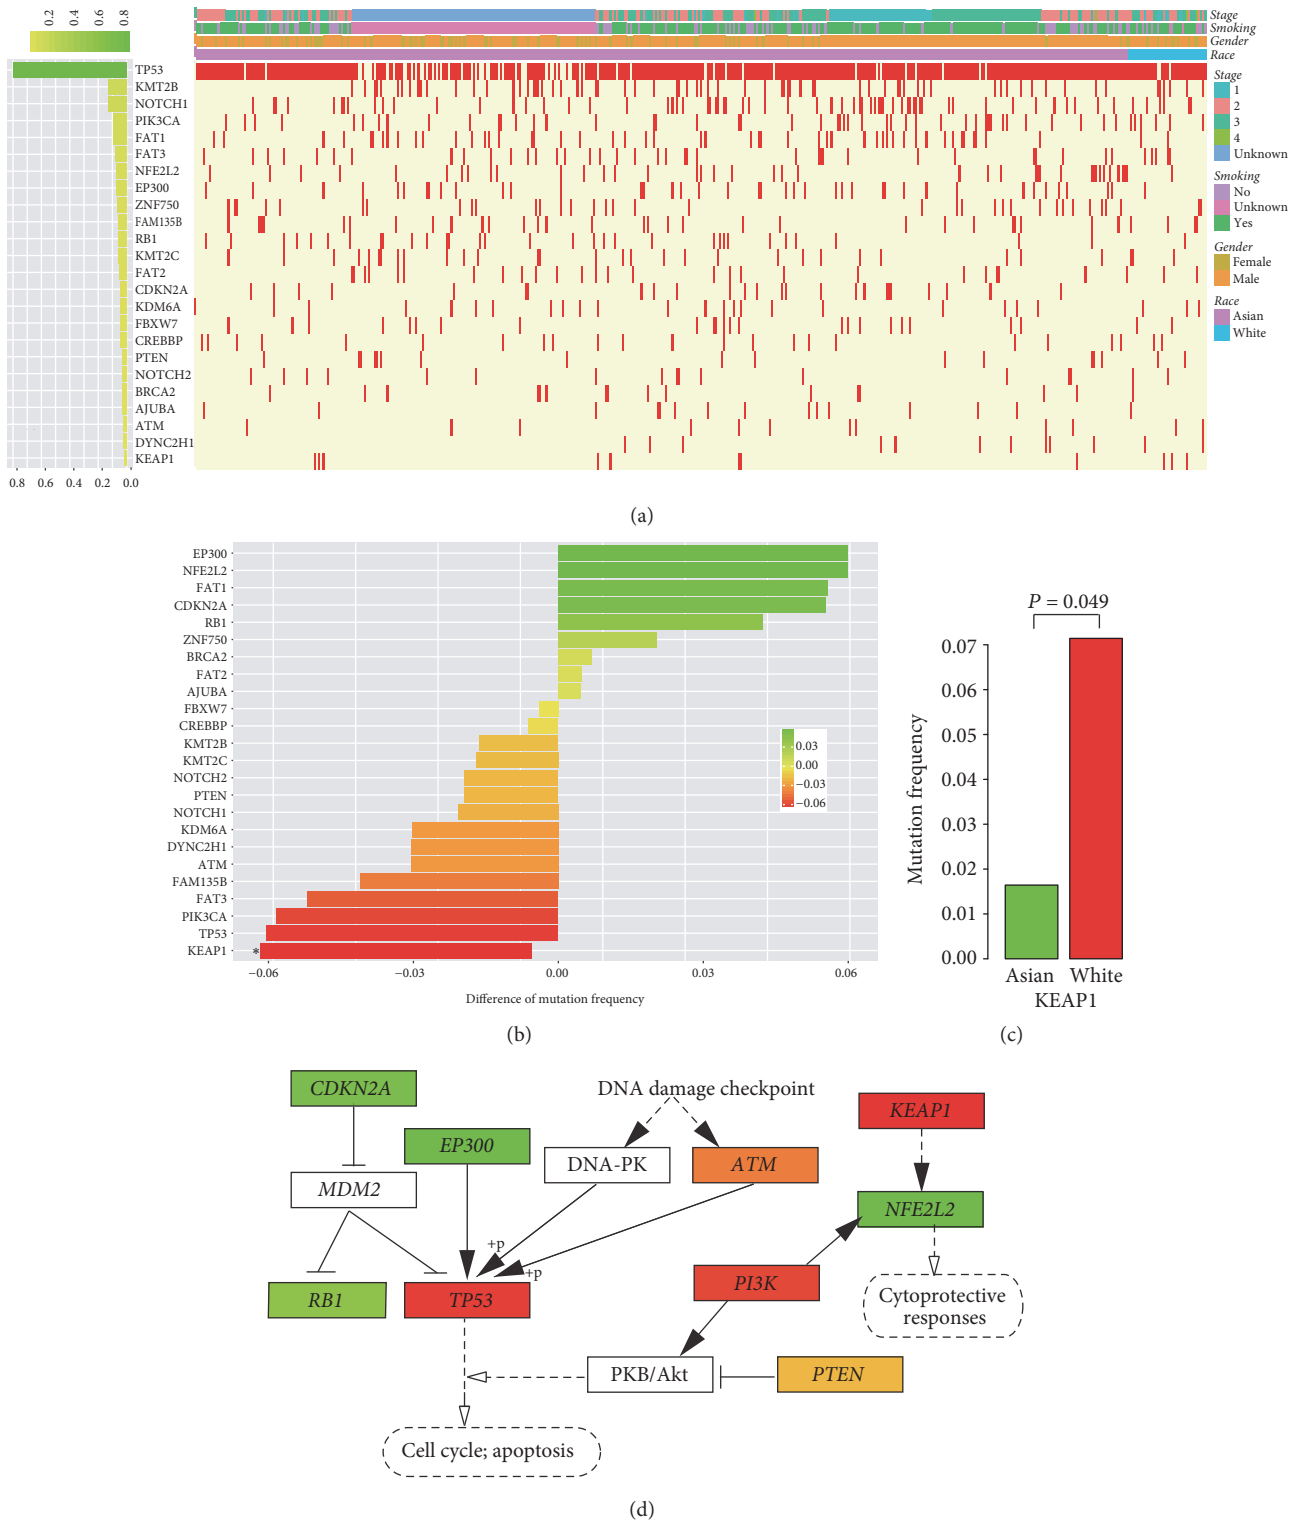 0.2
0.4
0.6
0.8
Stage
Smoking
Gender
Race
TP53
KMT2B
NOTCH1
PIK3CA
FAT1
FAT3
NFE2L2
EP300
ZNF750
FAM135B
RB1
KMT2C
FAT2
CDKN2A
KDM6A
FBXW7
CREBBP
PTEN
NOTCH2
BRCA2
AJUBA
ATM
DYNC2H1
KEAP1
0.8 0.6 0.4 0.2 0.0
Stage
1
2
3
4
Unknown
Smoking
No
Unknown
Yes
Gender
Female
Male
Race
Asian
White
(a)
EP300
NFE2L2
FAT1
CDKN2A
RB1
ZNF750
BRCA2
FAT2
AJUBA
FBXW7
CREBBP
KMT2B
KMT2C
NOTCH2
PTEN
NOTCH1
KDM6A
DYNC2H1
ATM
FAM135B
FAT3
PIK3CA
TP53
KEAP1
*
0.03
0.00
−0.03
−0.06
−0.06 −0.03 0.00 0.03 0.06
Difference of mutation frequency
(b)
P = 0.049
0.07
0.06
0.05
0.04
0.03
0.02
0.01
0.00
Mutation frequency
Asian White
KEAP1
(c)
CDKN2A
DNA damage checkpoint
KEAP1
EP300
DNA-PK
ATM
MDM2
NFE2L2
+p
+p
RB1
TP53
PI3K
Cytoprotective
responses
PKB/Akt
PTEN
Cell cycle; apoptosis
(d)